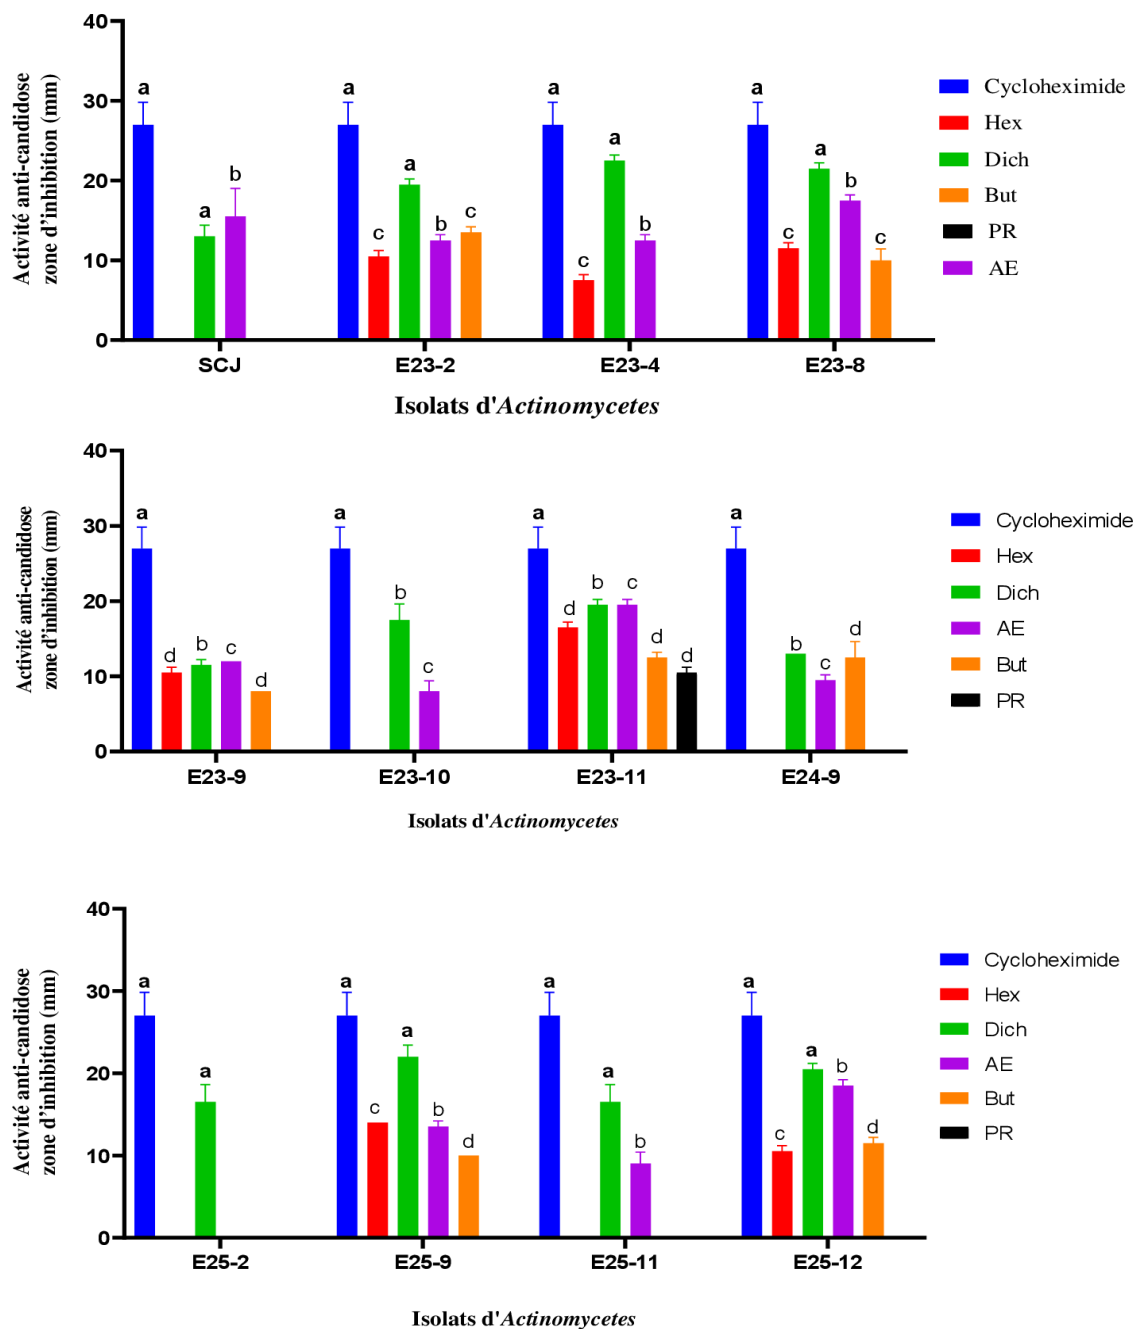 Activité anti-candidose
zone d'inhibition (mm)
40
30
20
10
0
a
a
b
a
c
a
b
c
a
c
a
b
a
c
a
b
c
SCJ
E23-2
E23-4
E23-8
Isolats d'Actinomycetes
Cycloheximide
Hex
Dich
But
PR
AE
Activité anti-candidose
zone d'inhibition (mm)
40
30
20
10
0
a
d
b
c
d
a
b
c
a
d
b
c
d
d
a
b
c
d
E23-9
E23-10
E23-11
E24-9
Isolats d'Actinomycetes
Cycloheximide
Hex
Dich
AE
But
PR
Activité anti-candidose
zone d'inhibition (mm)
40
30
20
10
0
a
a
a
c
a
b
d
a
a
b
a
c
a
b
d
E25-2
E25-9
E25-11
E25-12
Isolats d'Actinomycetes
Cycloheximide
Hex
Dich
AE
But
PR